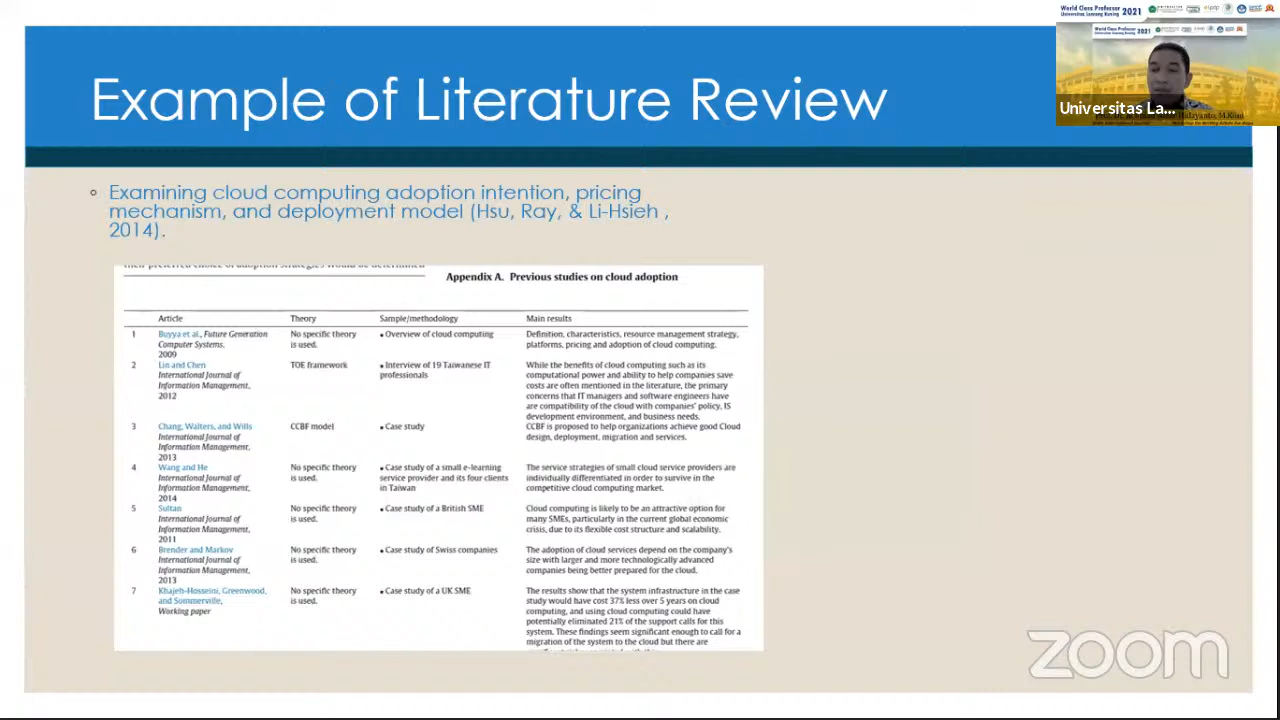 World Class Professor 2021
Universitas Lancang Kuning
Universitas La...
Example of Literature Review
Examining cloud computing adoption intention, pricing
mechanism, and deployment model (Hsu, Ray, & Li-Hsieh ,
2014).
their preferred choice of adoption strategies would be determined
Appendix A. Previous studies on cloud adoption
Article Theory Sample/methodology Main results
1 Buyya et al., Future Generation No specific theory • Overview of cloud computing Definition, characteristics, resource management strategy,
Computer Systems, is used. platforms, pricing and adoption of cloud computing.
2009
2 Lin and Chen TOE framework • Interview of 19 Taiwanese IT While the benefits of cloud computing such as its
International Journal of professionals computational power and ability to help companies save
Information Management, costs are often mentioned in the literature, the primary
2012 concerns that IT managers and software engineers have
are compatibility of the cloud with companies' policy, IS
development environment, and business needs.
3 Chang, Walters, and Wills CCBF model • Case study CCBF is proposed to help organizations achieve good Cloud
International Journal of design, deployment, migration and services.
Information Management,
2013
4 Wang and He No specific theory • Case study of a small e-learning The service strategies of small cloud service providers are
International Journal of is used. service provider and its four clients individually differentiated in order to survive in the
Information Management, in Taiwan competitive cloud computing market.
2014
5 Sultan No specific theory • Case study of a British SME Cloud computing is likely to be an attractive option for
International Journal of is used. many SMEs, particularly in the current global economic
Information Management, crisis, due to its flexible cost structure and scalability.
2011
6 Brender and Markov No specific theory • Case study of Swiss companies The adoption of cloud services depend on the company's
International Journal of is used. size with larger and more technologically advanced
Information Management, companies being better prepared for the cloud.
2013
7 Khajeh-Hosseini, Greenwood, No specific theory • Case study of a UK SME The results show that the system infrastructure in the case
and Sommerville, is used. study would have cost 37% less over 5 years on cloud
Working paper computing, and using cloud computing could have
potentially eliminated 21% of the support calls for this
system. These findings seem significant enough to call for a
migration of the system to the cloud but there are
zoom